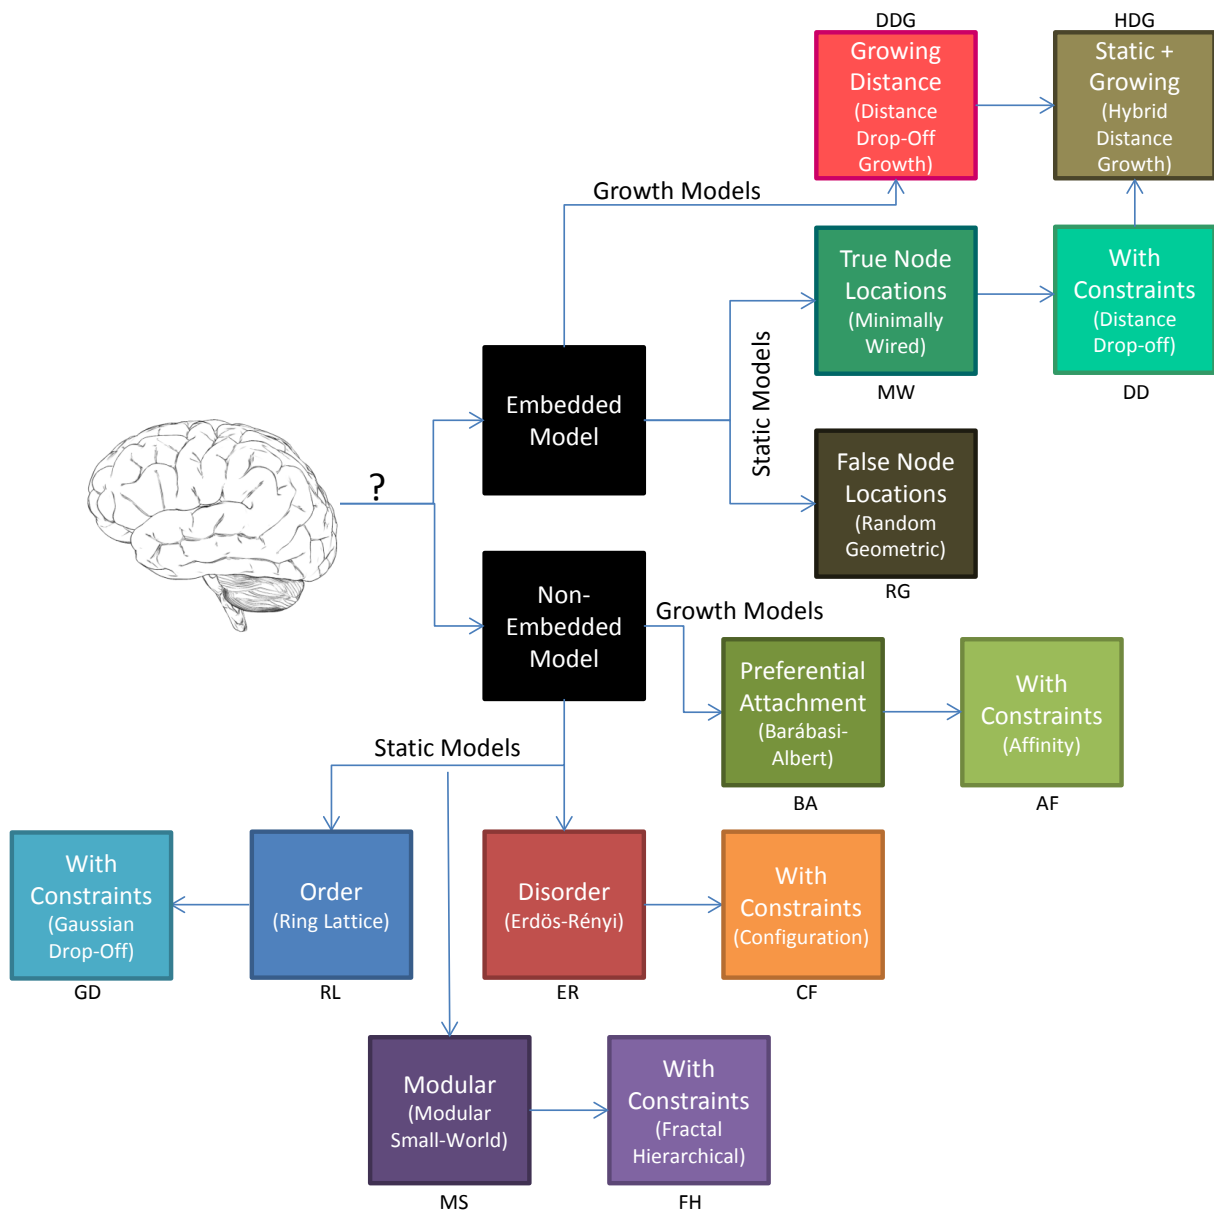 DDG
Growing
Distance
(Distance
Drop-Off
Growth)
HDG
Static +
Growing
(Hybrid
Distance
Growth)
Growth Models
True Node
Locations
(Minimally
Wired)
MW
With
Constraints
(Distance
Drop-off)
DD
Static Models
Embedded
Model
?
False Node
Locations
(Random
Geometric)
RG
Non-
Embedded
Model
Growth Models
Preferential
Attachment
(Barábasi-
Albert)
BA
With
Constraints
(Affinity)
AF
Static Models
With
Constraints
(Gaussian
Drop-Off)
GD
Order
(Ring Lattice)
RL
Disorder
(Erdös-Rényi)
ER
With
Constraints
(Configuration)
CF
Modular
(Modular
Small-World)
MS
With
Constraints
(Fractal
Hierarchical)
FH